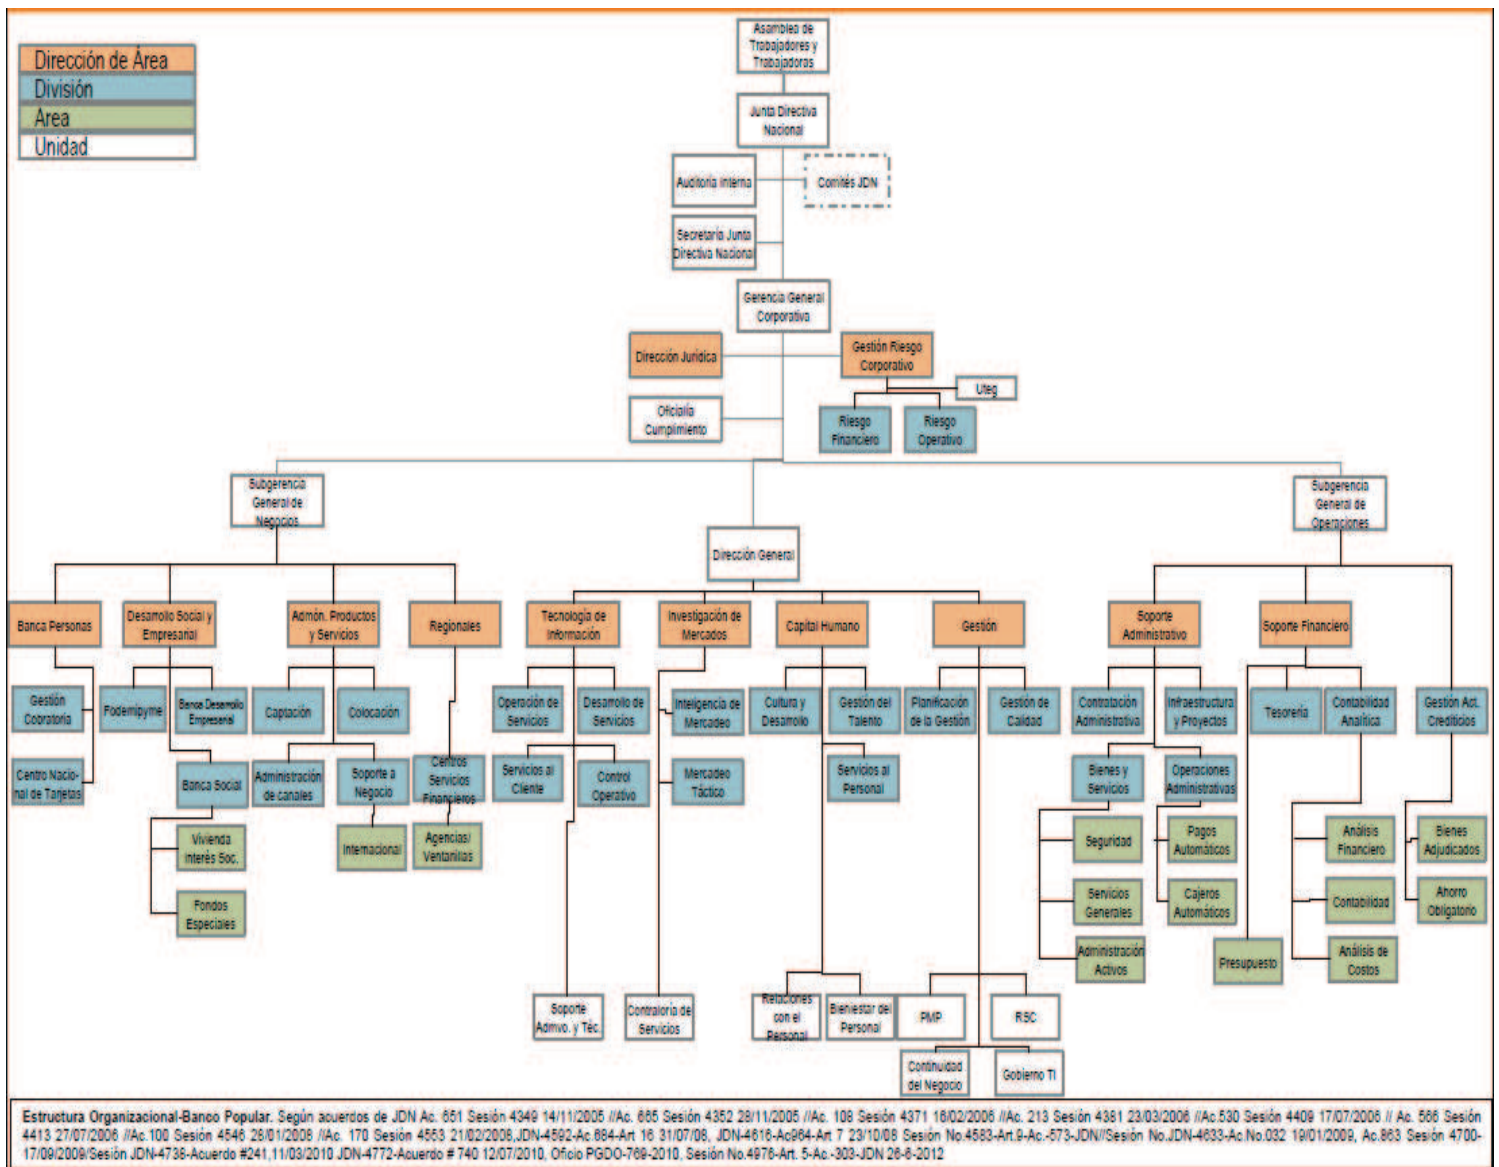 Asamblea de
Trabajadores y
Trabajadoras
Dirección de Área
División
Area
Unidad
Junta Directiva
Nacional
Auditoría Interna
Comités JDN
Secretaría Junta
Directiva Nacional
Gerencia General
Corporativa
Dirección Jurídica
Gestión Riesgo
Corporativo
Uteg
Oficialía
Cumplimiento
Riesgo
Financiero
Riesgo
Operativo
Subgerencia
General de
Negocios
Dirección General
Subgerencia
General de
Operaciones
Banca Personas
Desarrollo Social y
Empresarial
Admón. Productos
y Servicios
Regionales
Tecnología de
Información
Investigación de
Mercados
Capital Humano
Gestión
Soporte
Administrativo
Soporte Financiero
Gestión
Cobratoria
Fodemipyme
Banca Desarrollo
Empresarial
Captación
Colocación
Operación de
Servicios
Desarrollo de
Servicios
Inteligencia de
Mercadeo
Cultura y
Desarrollo
Gestión del
Talento
Planificación
de la Gestión
Gestión de
Calidad
Contratación
Administrativa
Infraestructura
y Proyectos
Tesorería
Contabilidad
Analítica
Gestión Act.
Crediticios
Centro Nacio-
nal de Tarjetas
Banca Social
Administración
de canales
Soporte a
Negocio
Centros
Servicios
Financieros
Servicios al
Cliente
Control
Operativo
Mercadeo
Táctico
Servicios al
Personal
Bienes y
Servicios
Operaciones
Administrativas
Vivienda
Interés Soc.
Internacional
Agencias/
Ventanillas
Seguridad
Pagos
Automáticos
Análisis
Financiero
Bienes
Adjudicados
Fondos
Especiales
Servicios
Generales
Cajeros
Automáticos
Contabilidad
Ahorro
Obligatorio
Administración
Activos
Presupuesto
Análisis de
Costos
Soporte
Admvo. y Téc.
Contraloría de
Servicios
Relaciones
con el
Personal
Bienestar del
Personal
PMP
RSC
Continuidad
del Negocio
Gobierno TI
Estructura Organizacional-Banco Popular. Según acuerdos de JDN Ac. 651 Sesión 4349 14/11/2005 //Ac. 665 Sesión 4352 28/11/2005 //Ac. 108 Sesión 4371 16/02/2006 //Ac. 213 Sesión 4381 23/03/2006 //Ac.530 Sesión 4409 17/07/2006 // Ac. 566 Sesión
4413 27/07/2006 //Ac.100 Sesión 4546 28/01/2008 //Ac. 170 Sesión 4553 21/02/2008,JDN-4592-Ac.684-Art 16 31/07/08, JDN-4616-Ac964-Art 7 23/10/08 Sesión No.4583-Art.9-Ac.-573-JDN//Sesión No.JDN-4633-Ac.No.032 19/01/2009, Ac.863 Sesión 4700-
17/09/2009/Sesión JDN-4738-Acuerdo #241,11/03/2010 JDN-4772-Acuerdo # 740 12/07/2010, Oficio PGDO-769-2010, Sesión No.4976-Art. 5-Ac.-303-JDN 26-6-2012